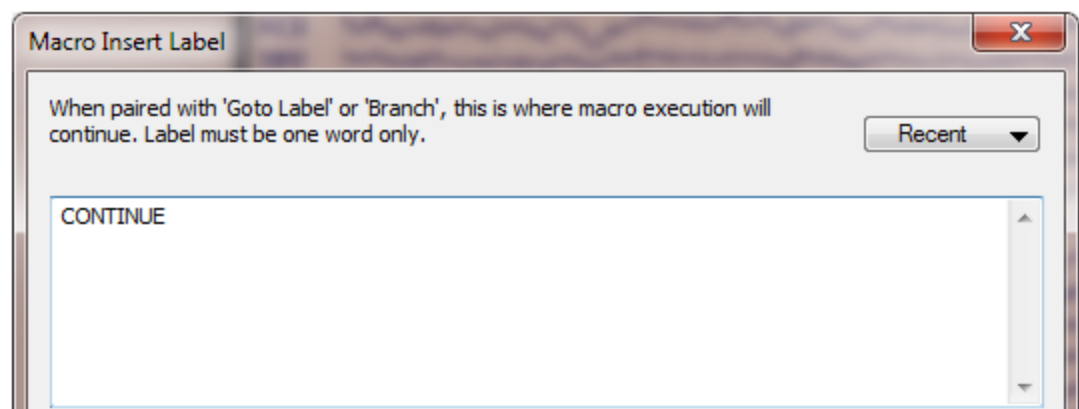 Macro Insert Label
When paired with 'Goto Label' or 'Branch', this is where macro execution will
continue. Label must be one word only.
Recent
CONTINUE